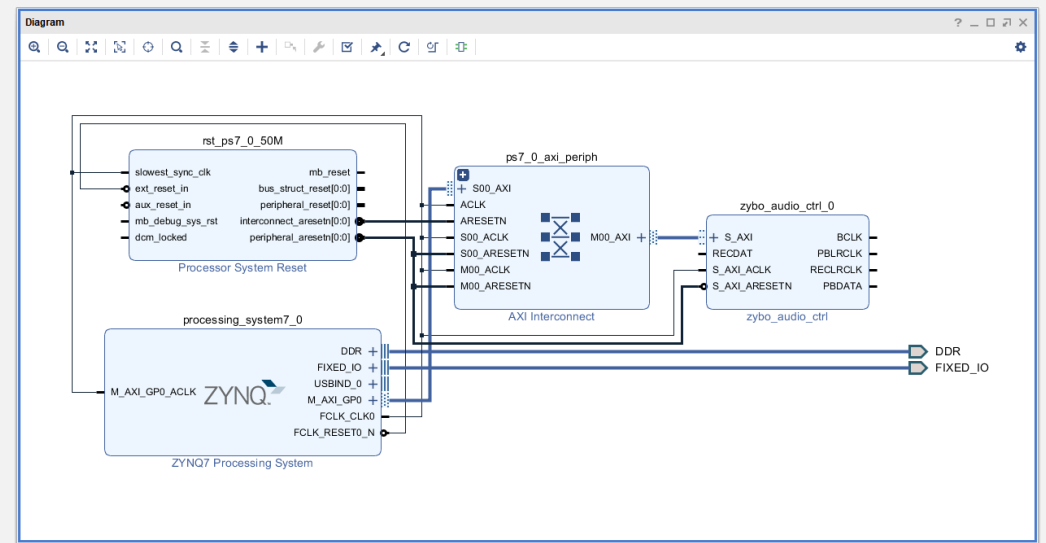 Diagram
rst_ps7_0_50M
slowest_sync_clk
ext_reset_in
aux_reset_in
mb_debug_sys_rst
dcm_locked
mb_reset
bus_struct_reset[0:0]
peripheral_reset[0:0]
interconnect_aresetn[0:0]
peripheral_aresetn[0:0]
Processor System Reset
ps7_0_axi_periph
S00_AXI
ACLK
ARESETN
S00_ACLK
S00_ARESETN
M00_ACLK
M00_ARESETN
M00_AXI
AXI Interconnect
zybo_audio_ctrl_0
S_AXI
RECDAT
S_AXI_ACLK
S_AXI_ARESETN
BCLK
PBLRCLK
RECLRCLK
PBDATA
zybo_audio_ctrl
processing_system7_0
M_AXI_GP0_ACLK
ZYNQ
DDR
FIXED_IO
USBIND_0
M_AXI_GP0
FCLK_CLK0
FCLK_RESET0_N
ZYNQ7 Processing System
DDR
FIXED_IO